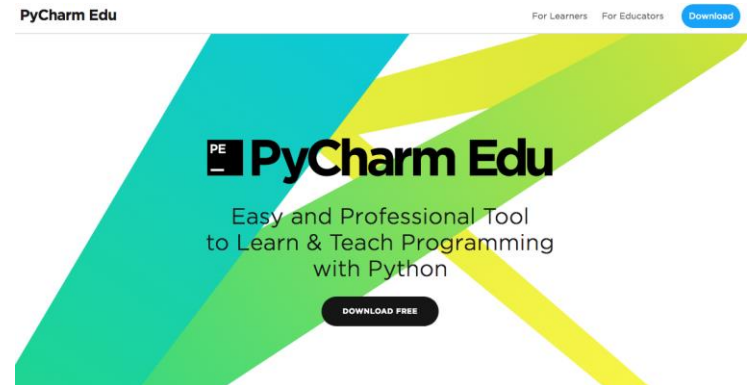 PyCharm Edu
For Learners
For Educators
Download
PE
PyCharm Edu
Easy and Professional Tool
to Learn & Teach Programming
with Python
DOWNLOAD FREE